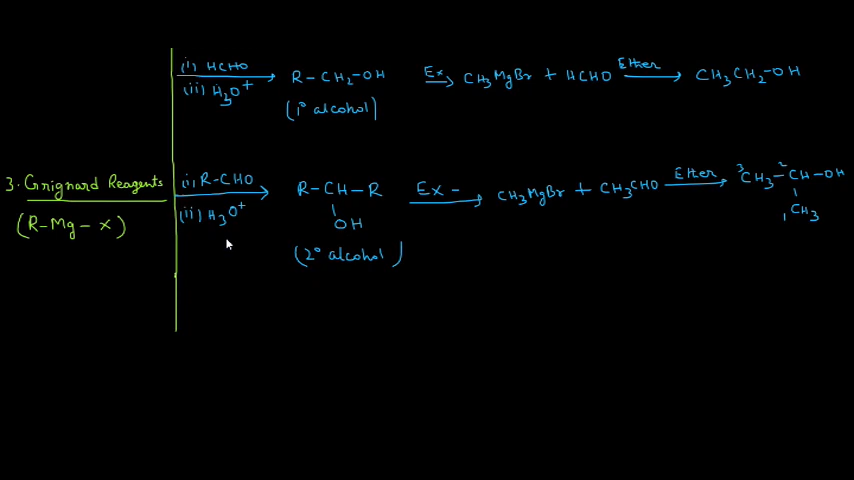 (i) HCHO
(ii) H3O+
R-CH2-OH
(1° alcohol)
Ex
CH3MgBr + HCHO
Ether
CH3CH2-OH
3. Grignard Reagents
(R-Mg-X)
(i) R-CHO
(ii) H3O+
R-CH-R
OH
(2° alcohol)
Ex-
CH3MgBr + CH3CHO
Ether
3CH3-2CH-OH
1CH3